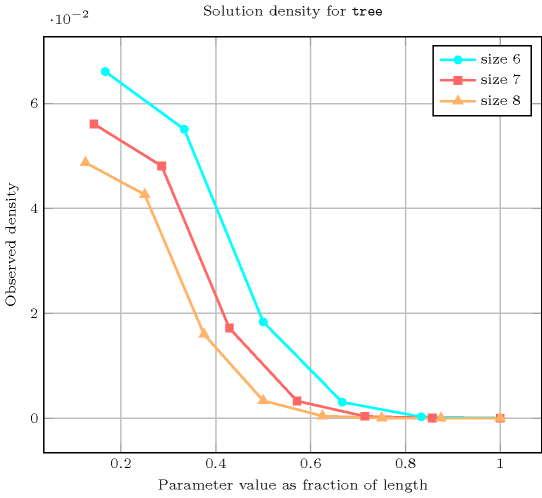 Solution density for tree
·10⁻²
size 6
size 7
size 8
6
4
2
0
Observed density
0.2 0.4 0.6 0.8 1
Parameter value as fraction of length